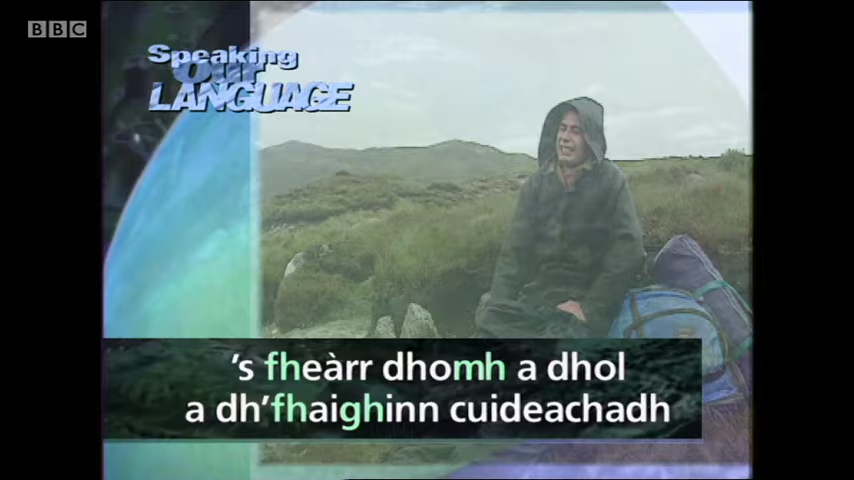 BBC
Speaking
OUR
LANGUAGE
's fheàrr dhomh a dhol
a dh'fhaighinn cuideachadh